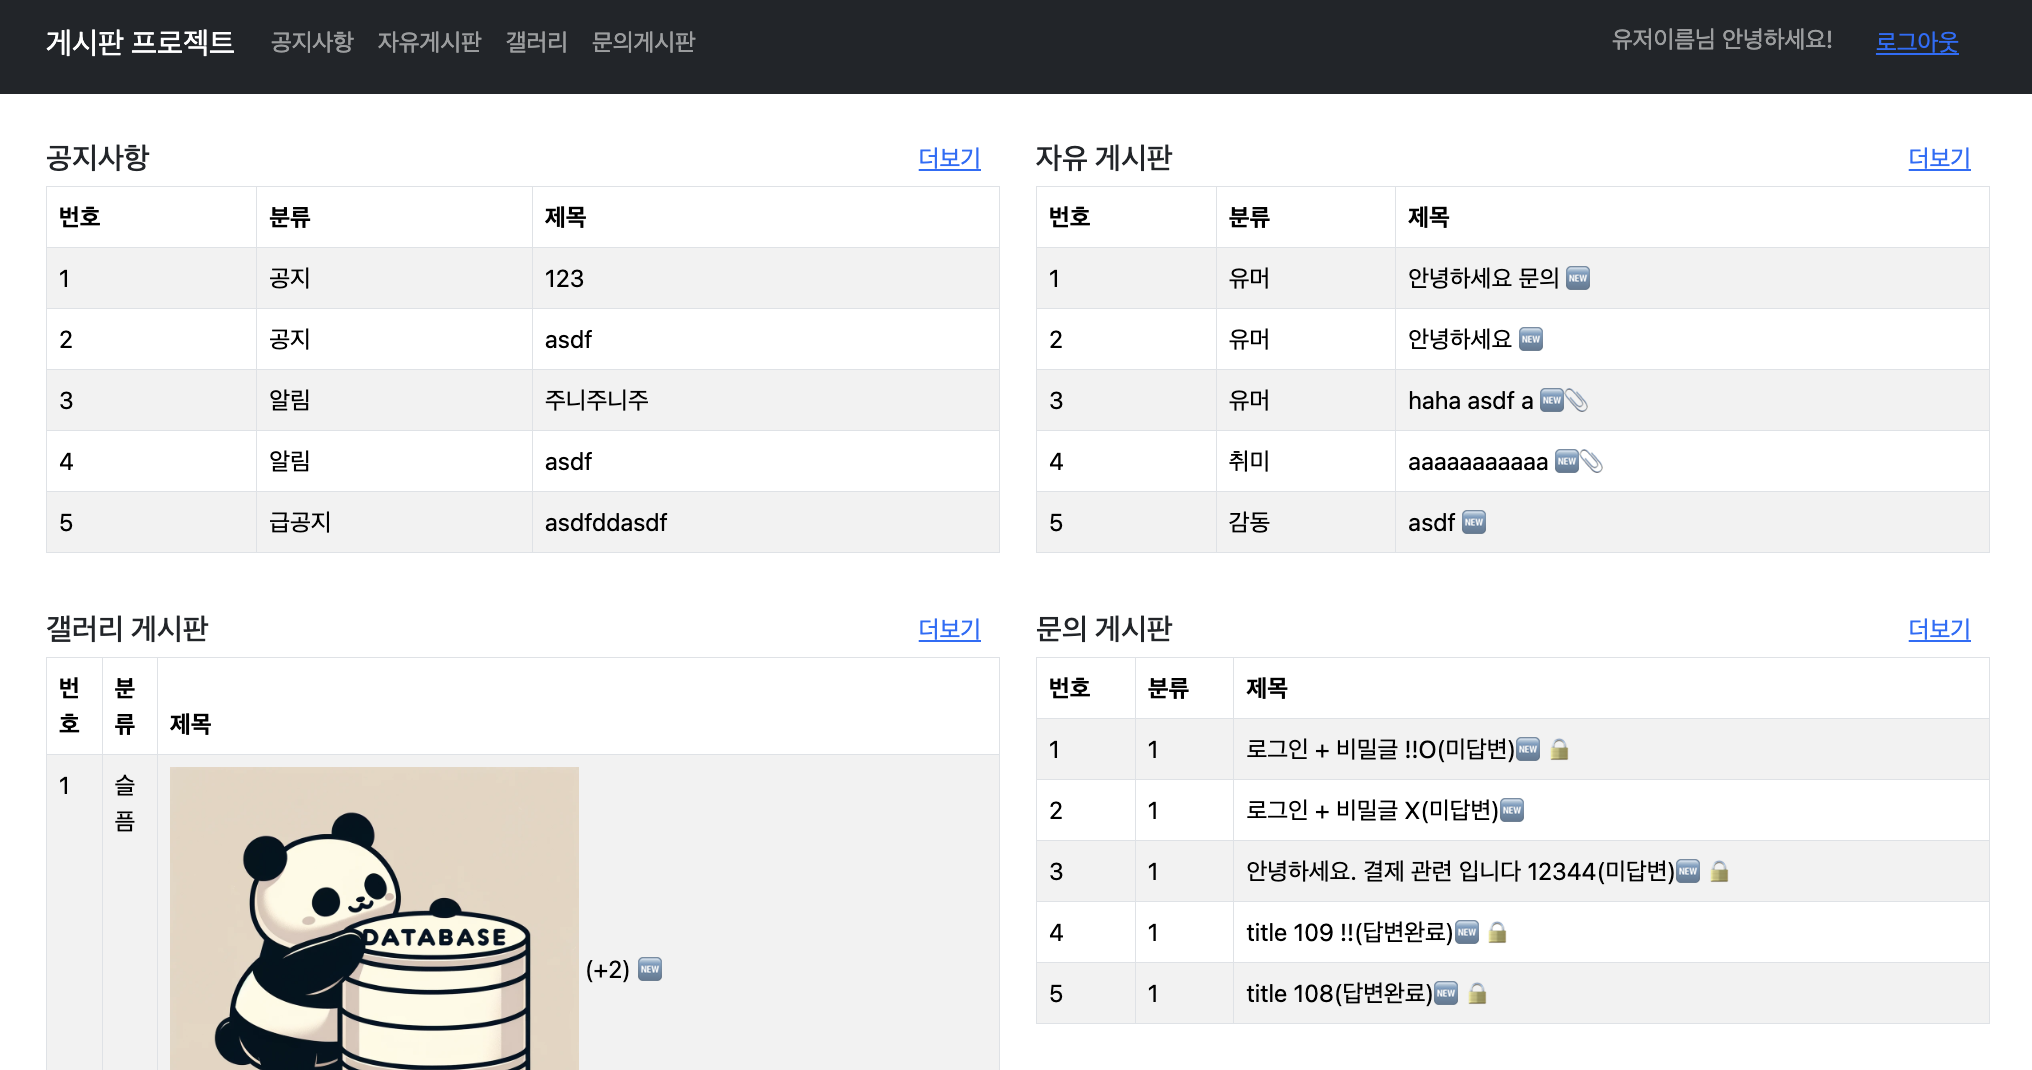 게시판 프로젝트 공지사항 자유게시판 갤러리 문의게시판 유저이름님 안녕하세요! 로그아웃
공지사항 더보기
번호 분류 제목
1 공지 123
2 공지 asdf
3 알림 주니주니주
4 알림 asdf
5 급공지 asdfddasdf
자유 게시판 더보기
번호 분류 제목
1 유머 안녕하세요 문의 🆕
2 유머 안녕하세요 🆕
3 유머 haha asdf a 🆕📎
4 취미 aaaaaaaaaaa 🆕📎
5 감동 asdf 🆕
갤러리 게시판 더보기
번호 분류 제목
1 슬픔
DATABASE
(+2) 🆕
문의 게시판 더보기
번호 분류 제목
1 1 로그인 + 비밀글 !!O(미답변)🆕 🔒
2 1 로그인 + 비밀글 X(미답변)🆕
3 1 안녕하세요. 결제 관련 입니다 12344(미답변)🆕 🔒
4 1 title 109 !!(답변완료)🆕 🔒
5 1 title 108(답변완료)🆕 🔒